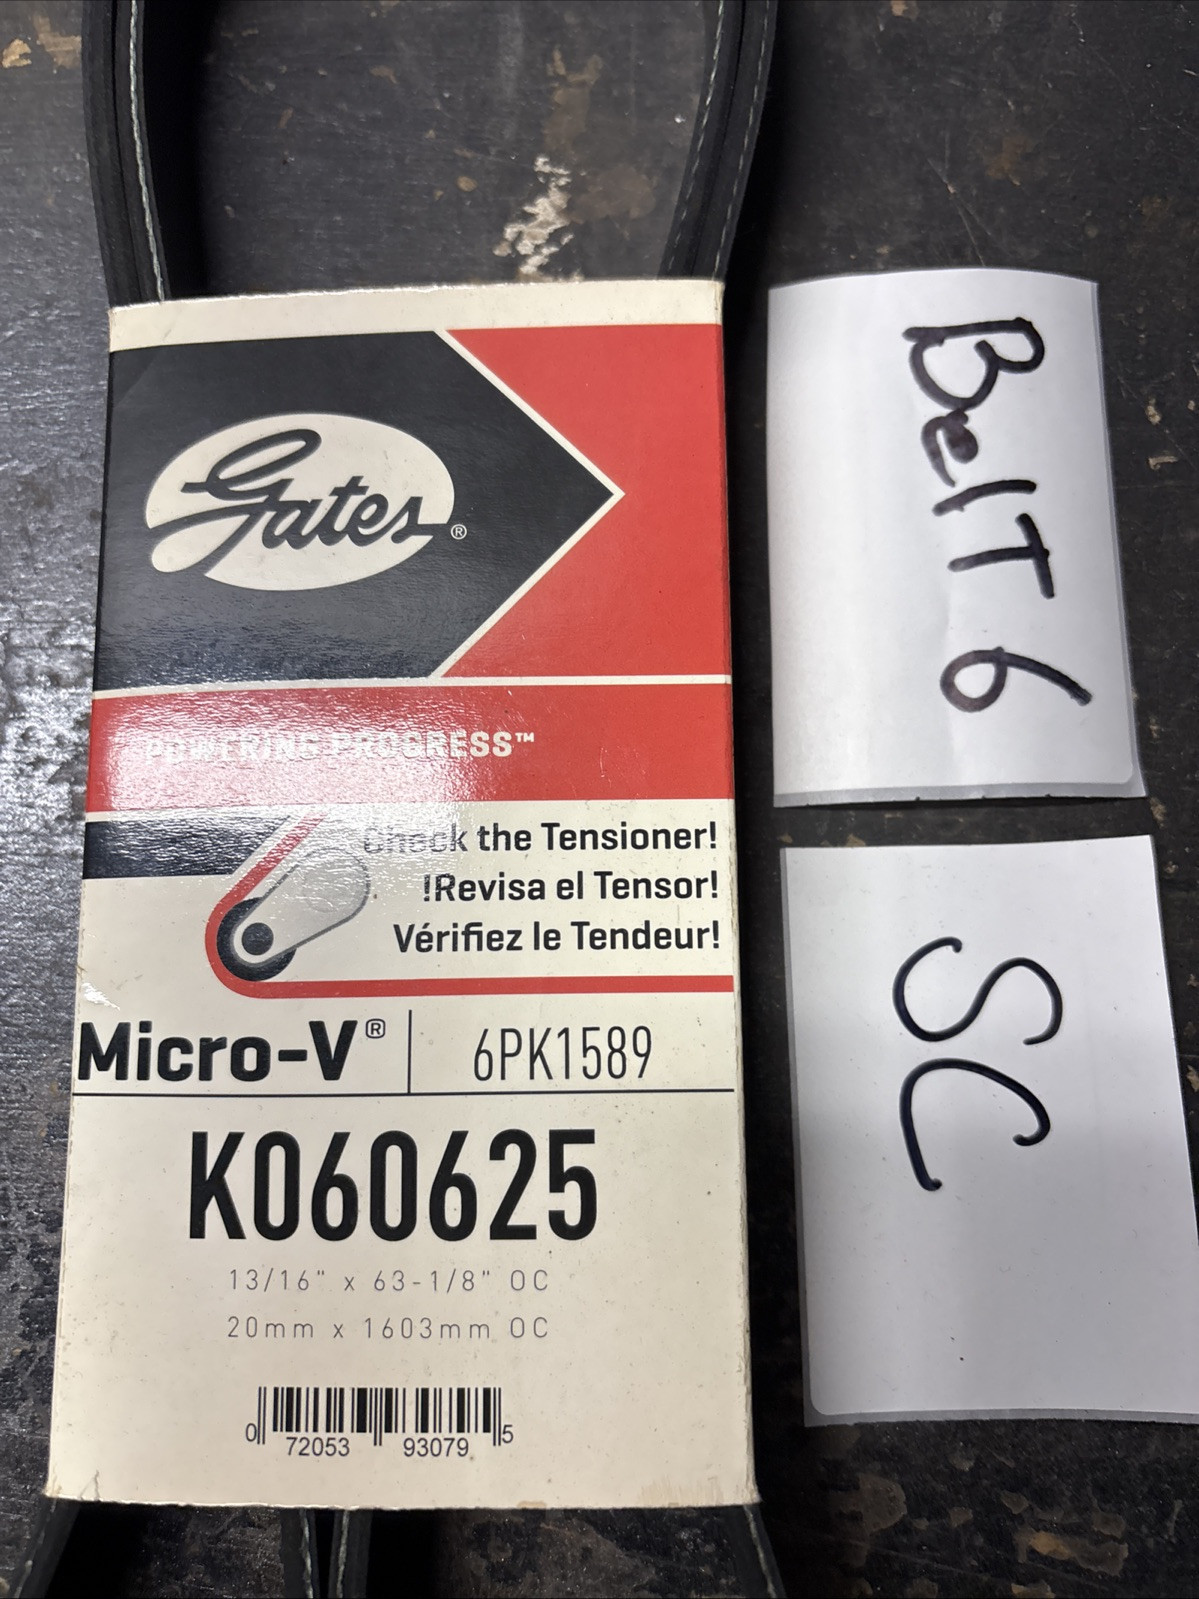 Gates®
POWERING PROGRESS™
Check the Tensioner!
!Revisa el Tensor!
Vérifiez le Tendeur!
Micro-V® 6PK1589
K060625
13/16" x 63-1/8" OC
20mm x 1603mm OC
0 72053 93079 5
BelT 6
SC